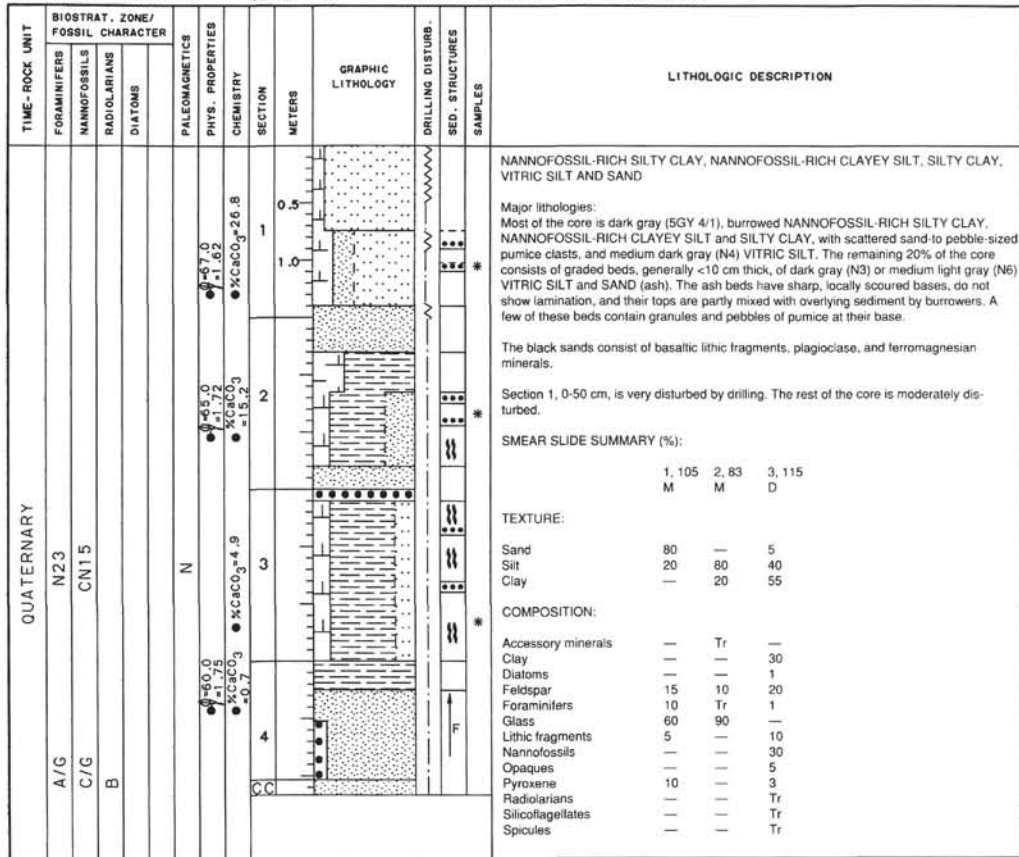 TIME-ROCK UNIT
BIOSTRAT. ZONE/
FOSSIL CHARACTER
FORAMINIFERS
NANNOFOSSILS
RADIOLARIANS
DIATOMS
PALEOMAGNETICS
PHYS. PROPERTIES
CHEMISTRY
SECTION
METERS
GRAPHIC
LITHOLOGY
DRILLING DISTURB.
SED. STRUCTURES
SAMPLES
LITHOLOGIC DESCRIPTION
QUATERNARY
N23
A/G
CN15
C/G
B
N
φ=67.0
γ=1.62
%CaCO3=26.8
φ=65.0
γ=1.72
%CaCO3
=15.2
%CaCO3=4.9
φ=60.0
γ=1.75
%CaCO3
=0.7
1
2
3
4
CC
0.5
1.0
*
*
*
F
NANNOFOSSIL-RICH SILTY CLAY, NANNOFOSSIL-RICH CLAYEY SILT, SILTY CLAY,
VITRIC SILT AND SAND
Major lithologies:
Most of the core is dark gray (5GY 4/1), burrowed NANNOFOSSIL-RICH SILTY CLAY,
NANNOFOSSIL-RICH CLAYEY SILT and SILTY CLAY, with scattered sand-to pebble-sized
pumice clasts, and medium dark gray (N4) VITRIC SILT. The remaining 20% of the core
consists of graded beds, generally <10 cm thick, of dark gray (N3) or medium light gray (N6)
VITRIC SILT and SAND (ash). The ash beds have sharp, locally scoured bases, do not
show lamination, and their tops are partly mixed with overlying sediment by burrowers. A
few of these beds contain granules and pebbles of pumice at their base.
The black sands consist of basaltic lithic fragments, plagioclase, and ferromagnesian
minerals.
Section 1, 0-50 cm, is very disturbed by drilling. The rest of the core is moderately dis-
turbed.
SMEAR SLIDE SUMMARY (%):
1, 105 2, 83 3, 115
M M D
TEXTURE:
Sand 80 — 5
Silt 20 80 40
Clay — 20 55
COMPOSITION:
Accessory minerals — Tr —
Clay — — 30
Diatoms — — 1
Feldspar 15 10 20
Foraminifers 10 Tr 1
Glass 60 90 —
Lithic fragments 5 — 10
Nannofossils — — 30
Opaques — — 5
Pyroxene 10 — 3
Radiolarians — — Tr
Silicoflagellates — — Tr
Spicules — — Tr